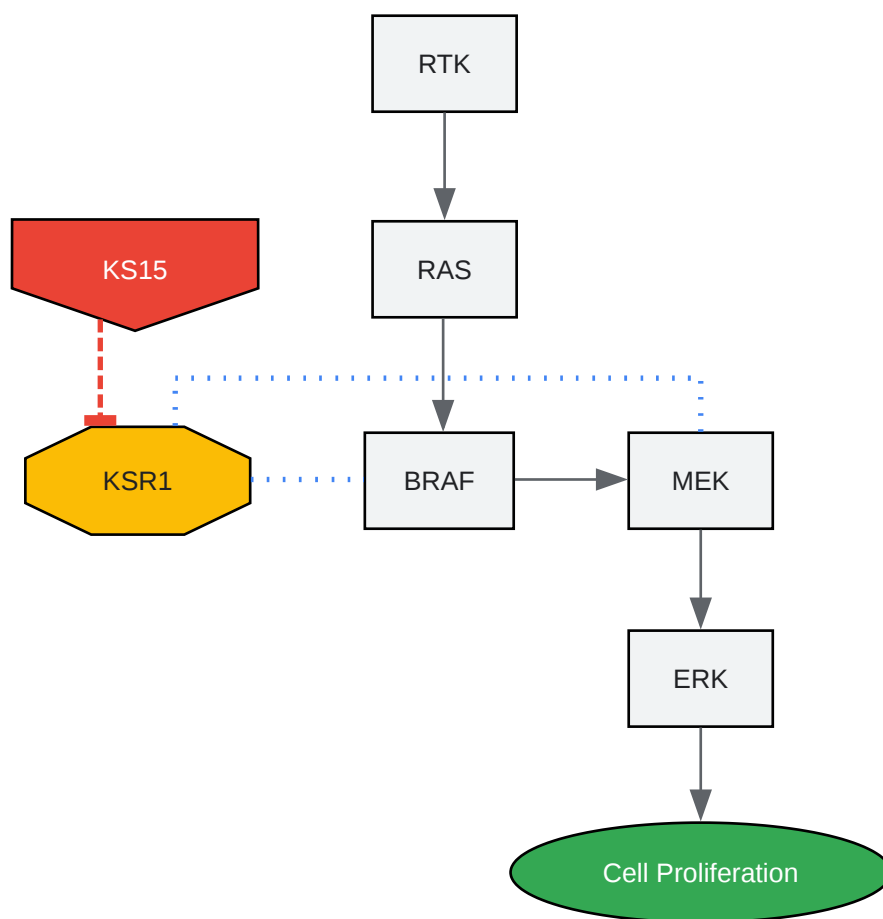 RTK
KS15
RAS
KSR1
BRAF
MEK
ERK
Cell Proliferation